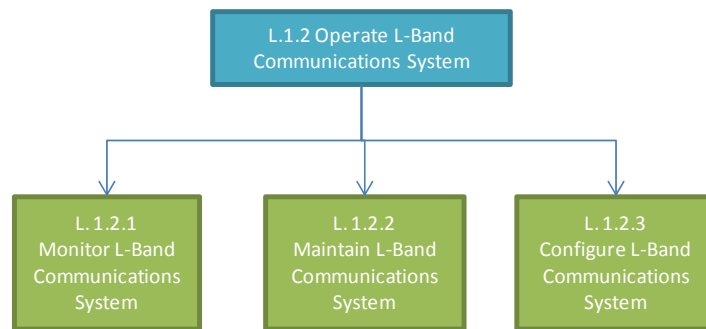 L.1.2 Operate L-Band
Communications System
L. 1.2.1
Monitor L-Band
Communications
System
L. 1.2.2
Maintain L-Band
Communications
System
L. 1.2.3
Configure L-Band
Communications
System